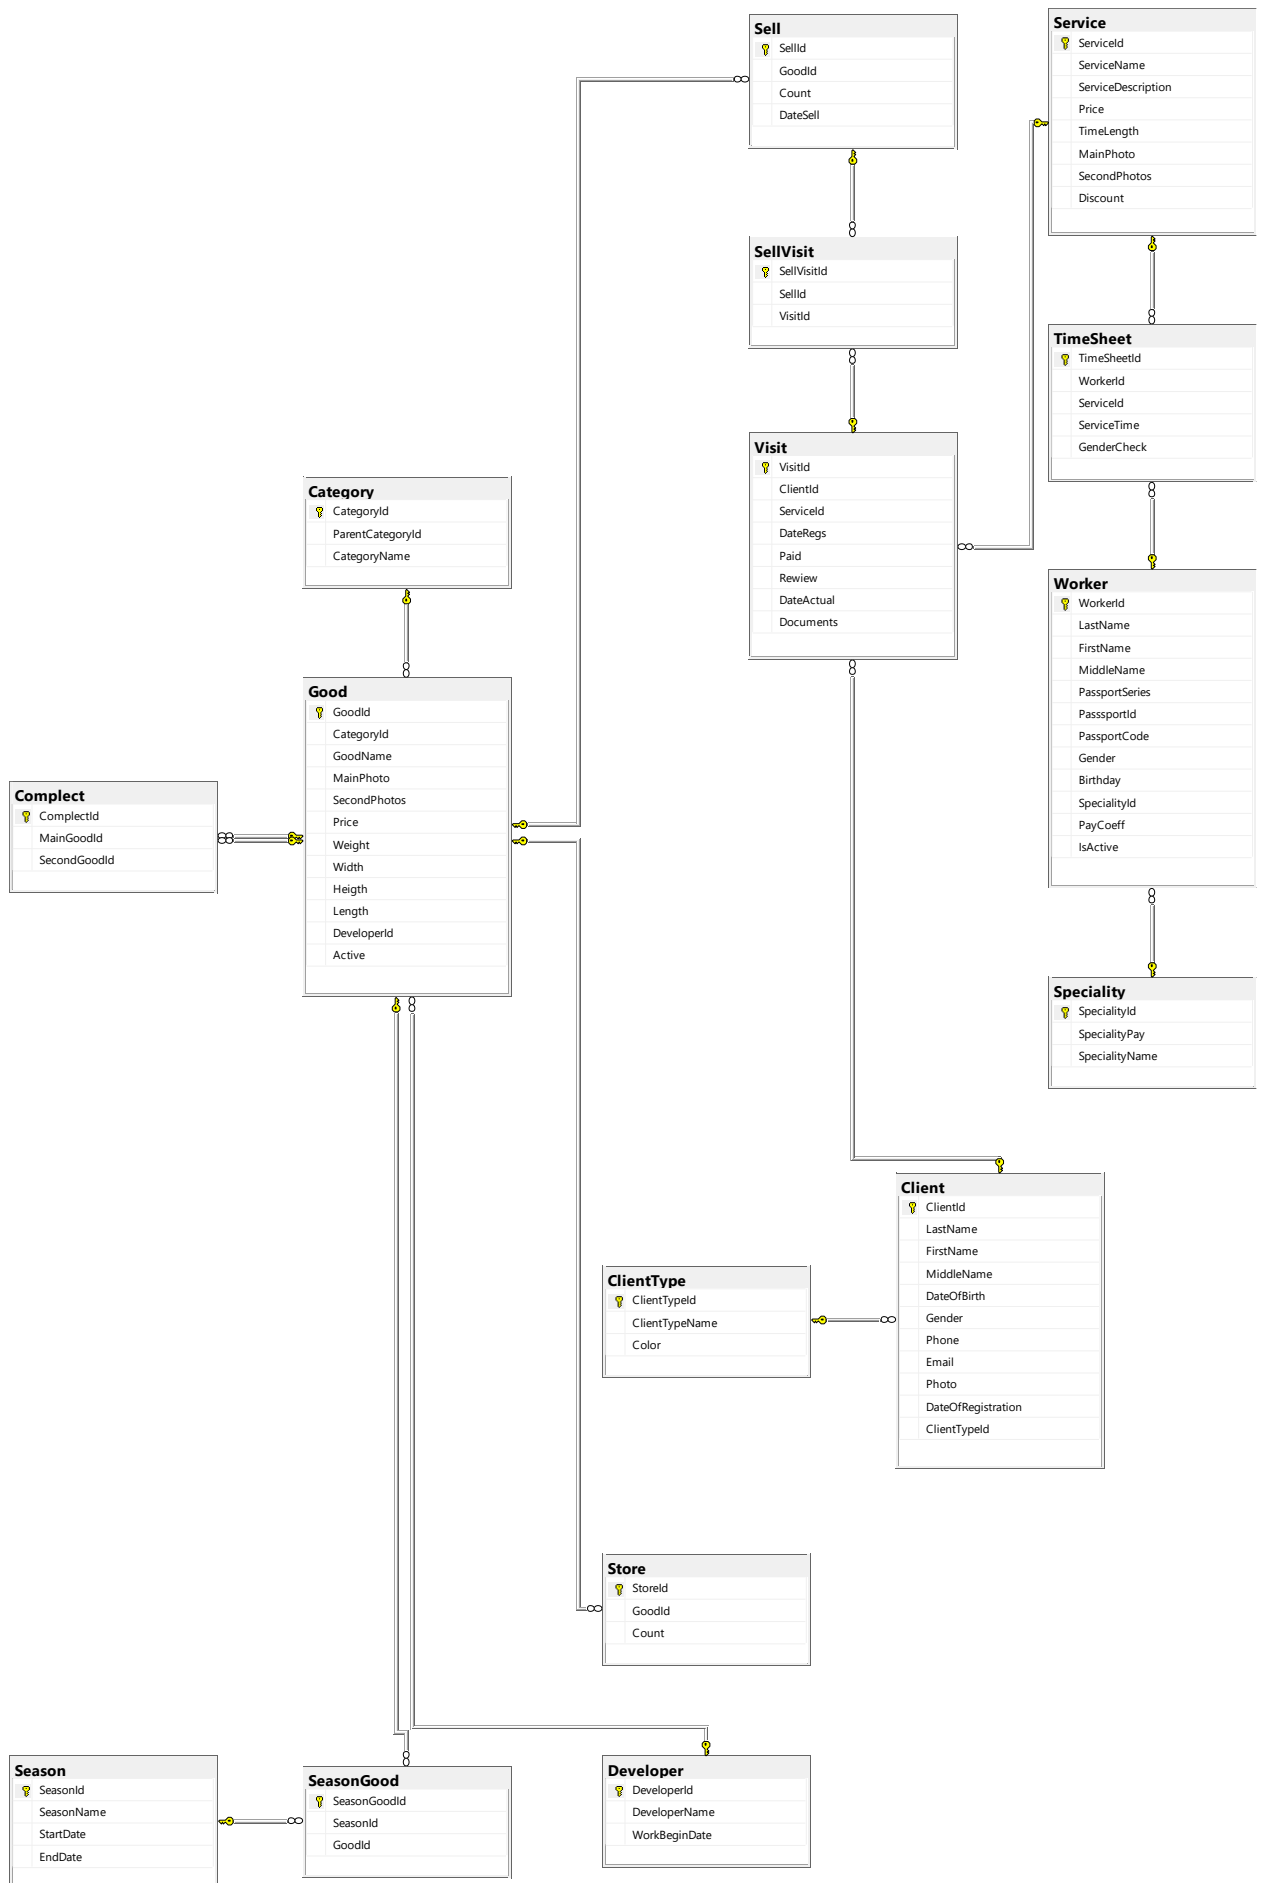 Sell
SellId
GoodId
Count
DateSell
Service
ServiceId
ServiceName
ServiceDescription
Price
TimeLength
MainPhoto
SecondPhotos
Discount
SellVisit
SellVisitId
SellId
VisitId
TimeSheet
TimeSheetId
WorkerId
ServiceId
ServiceTime
GenderCheck
Visit
VisitId
ClientId
ServiceId
DateRegs
Paid
Rewiew
DateActual
Documents
Category
CategoryId
ParentCategoryId
CategoryName
Worker
WorkerId
LastName
FirstName
MiddleName
PassportSeries
PasssportId
PassportCode
Gender
Birthday
SpecialityId
PayCoeff
IsActive
Good
GoodId
CategoryId
GoodName
MainPhoto
SecondPhotos
Price
Weight
Width
Heigth
Length
DeveloperId
Active
Complect
ComplectId
MainGoodId
SecondGoodId
Speciality
SpecialityId
SpecialityPay
SpecialityName
Client
ClientId
LastName
FirstName
MiddleName
DateOfBirth
Gender
Phone
Email
Photo
DateOfRegistration
ClientTypeId
ClientType
ClientTypeId
ClientTypeName
Color
Store
StoreId
GoodId
Count
Season
SeasonId
SeasonName
StartDate
EndDate
SeasonGood
SeasonGoodId
SeasonId
GoodId
Developer
DeveloperId
DeveloperName
WorkBeginDate